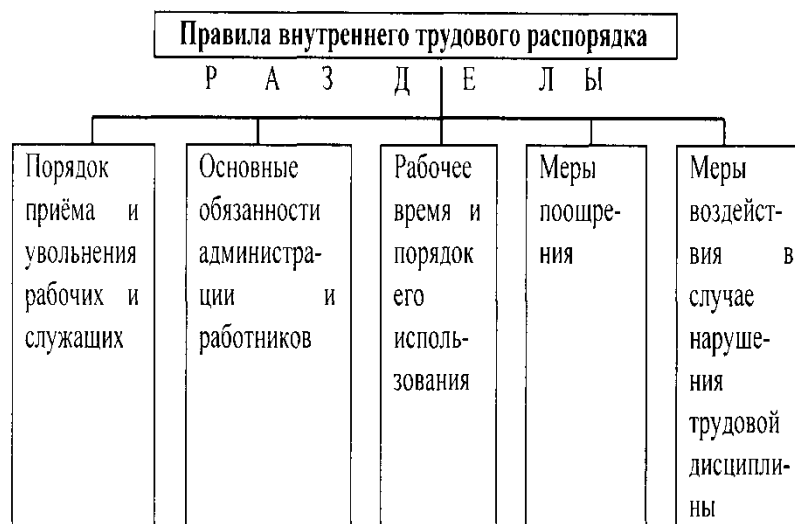 Правила внутреннего трудового распорядка
Р А З Д Е Л Ы
Порядок
приёма и
увольнения
рабочих и
служащих
Основные
обязанности
администра-
ции и
работников
Рабочее
время и
порядок
его
исполь-
зования
Меры
поощре-
ния
Меры
воздейст-
вия в
случае
наруше-
ния
трудовой
дисципли-
ны